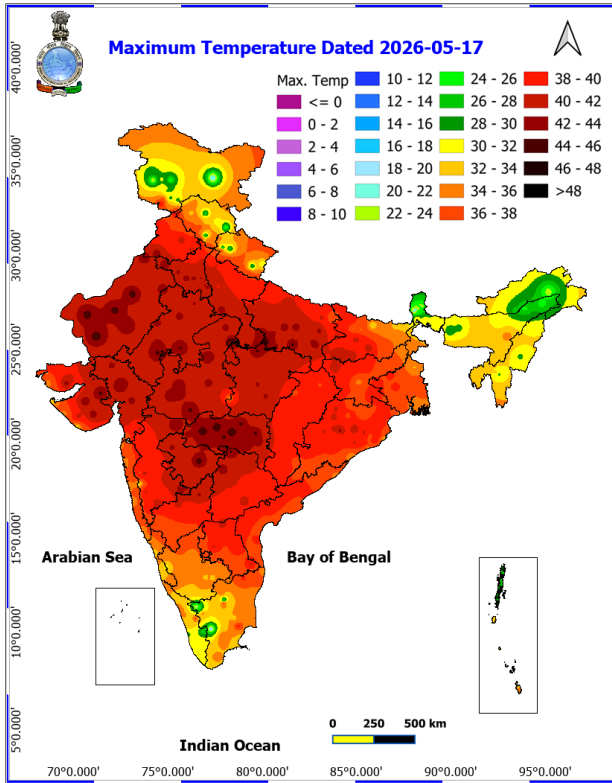 Maximum Temperature Dated 2026-05-17
Max. Temp
<= 0
0 - 2
2 - 4
4 - 6
6 - 8
8 - 10
10 - 12
12 - 14
14 - 16
16 - 18
18 - 20
20 - 22
22 - 24
24 - 26
26 - 28
28 - 30
30 - 32
32 - 34
34 - 36
36 - 38
38 - 40
40 - 42
42 - 44
44 - 46
46 - 48
>48
40°0.000'
35°0.000'
30°0.000'
25°0.000'
20°0.000'
15°0.000'
10°0.000'
5°0.000'
Arabian Sea
Bay of Bengal
Indian Ocean
0 250 500 km
70°0.000' 75°0.000' 80°0.000' 85°0.000' 90°0.000' 95°0.000'